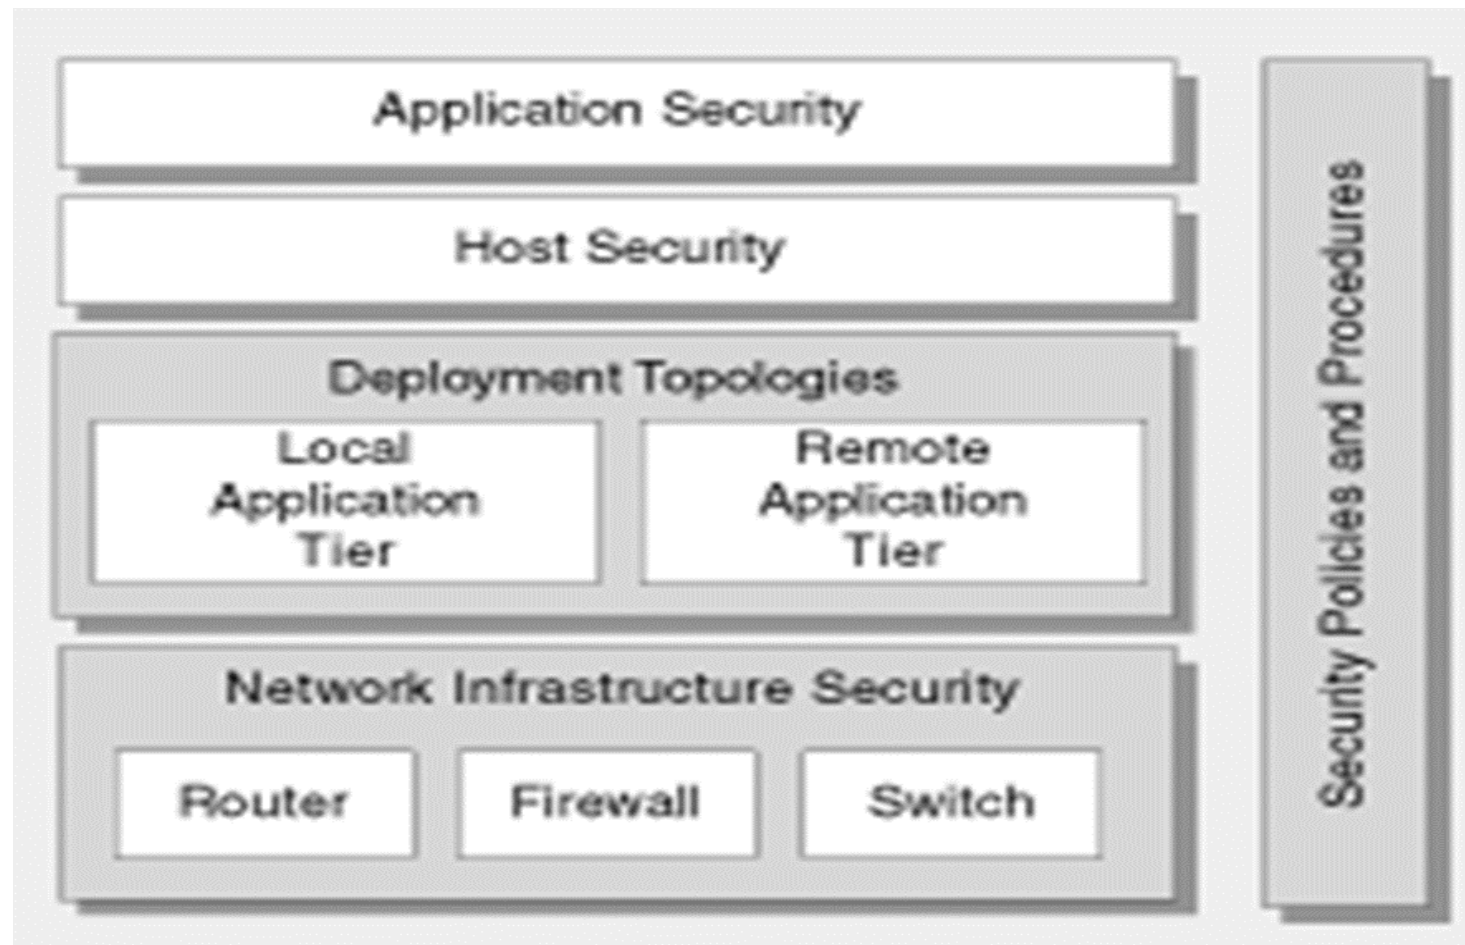 Application Security
Host Security
Deployment Topologies
Local
Application
Tier
Remote
Application
Tier
Network Infrastructure Security
Router
Firewall
Switch
Security Policies and Procedures